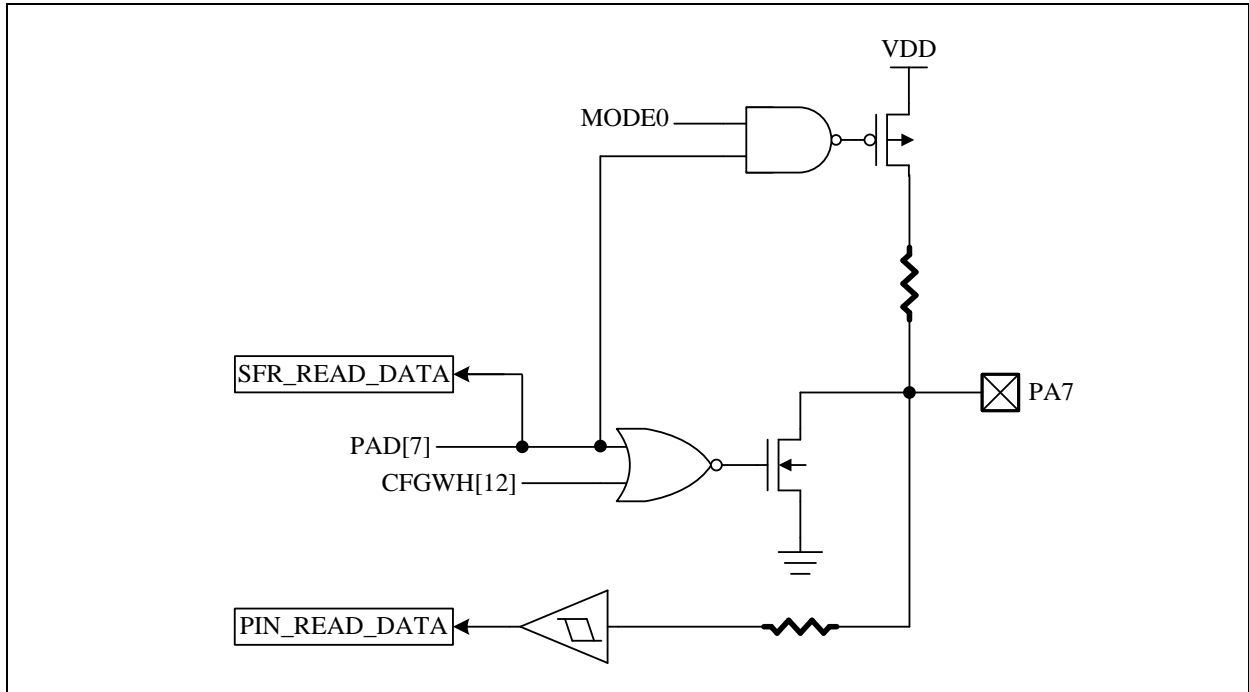 VDD
MODE0
SFR_READ_DATA
PA7
PAD[7]
CFGWH[12]
PIN_READ_DATA